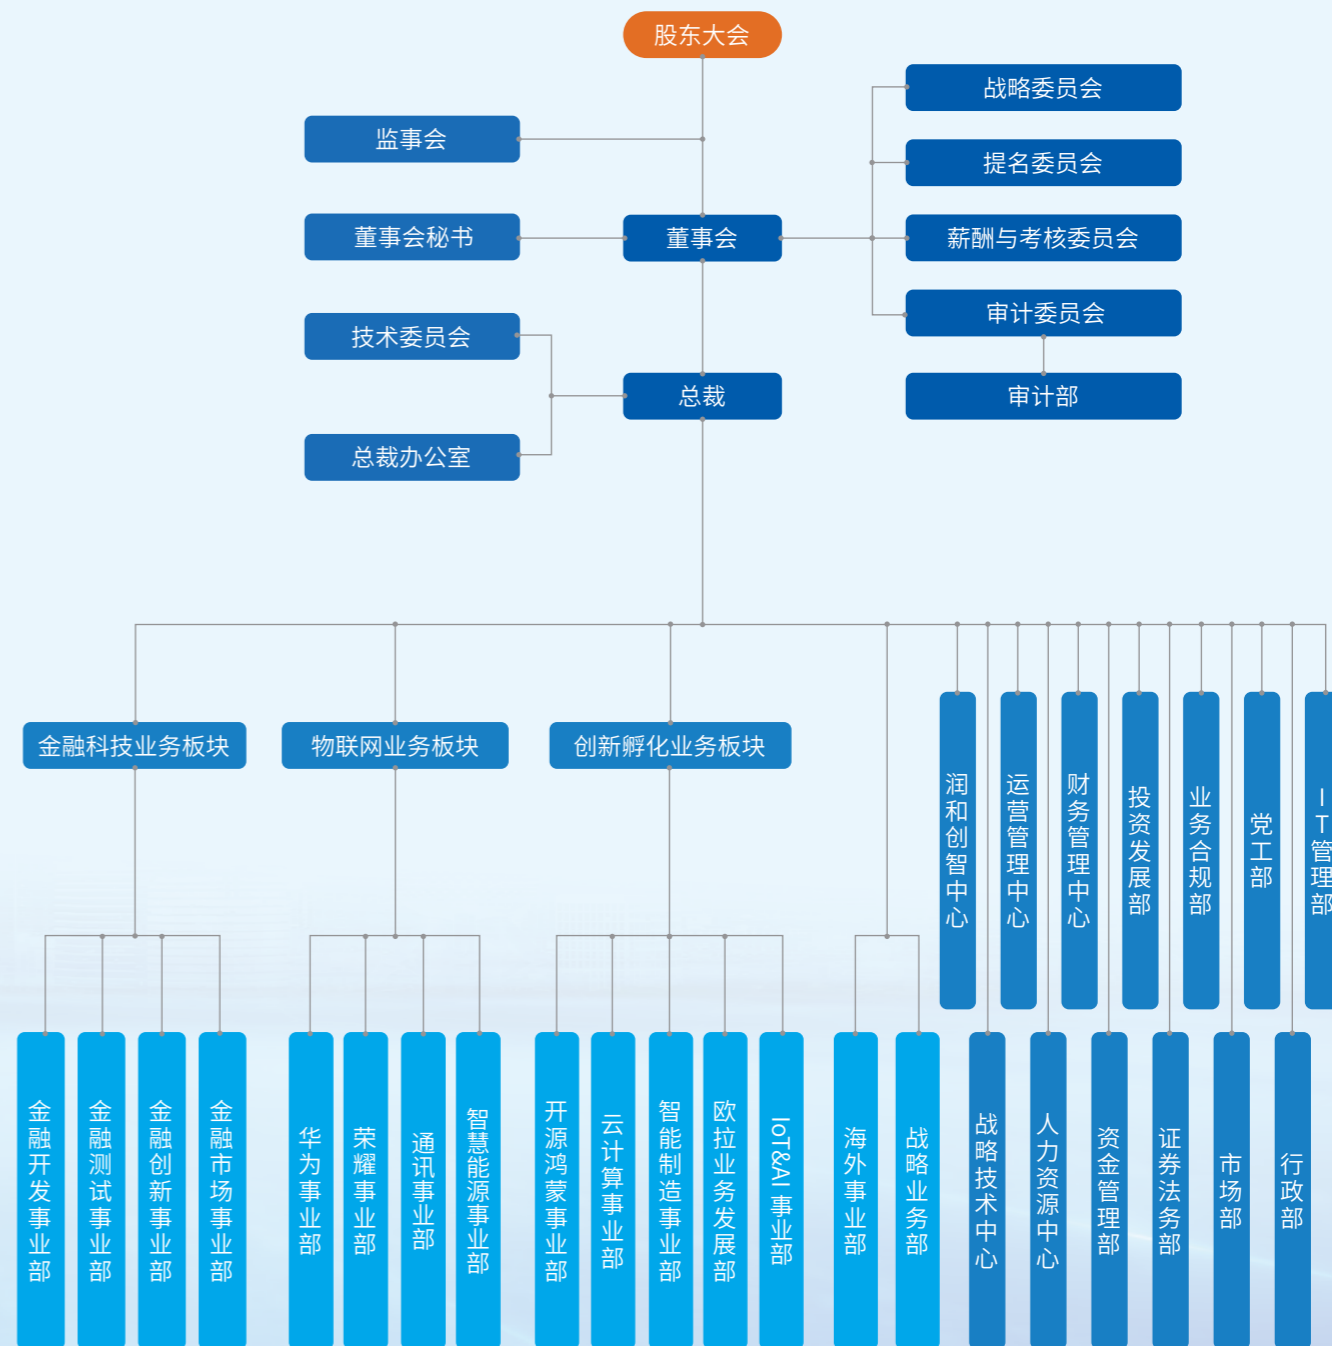 股东大会
战略委员会
监事会
提名委员会
董事会秘书
董事会
薪酬与考核委员会
技术委员会
审计委员会
总裁
审计部
总裁办公室
金融科技业务板块
物联网业务板块
创新孵化业务板块
润和创智中心
运营管理中心
财务管理中心
投资发展部
业务合规部
党工部
IT管理部
金融开发事业部
金融测试事业部
金融创新事业部
金融市场事业部
华为事业部
荣耀事业部
通讯事业部
智慧能源事业部
开源鸿蒙事业部
云计算事业部
智能制造事业部
欧拉业务发展部
IoT&AI 事业部
海外事业部
战略业务部
战略技术中心
人力资源中心
资金管理部
证券法务部
市场部
行政部